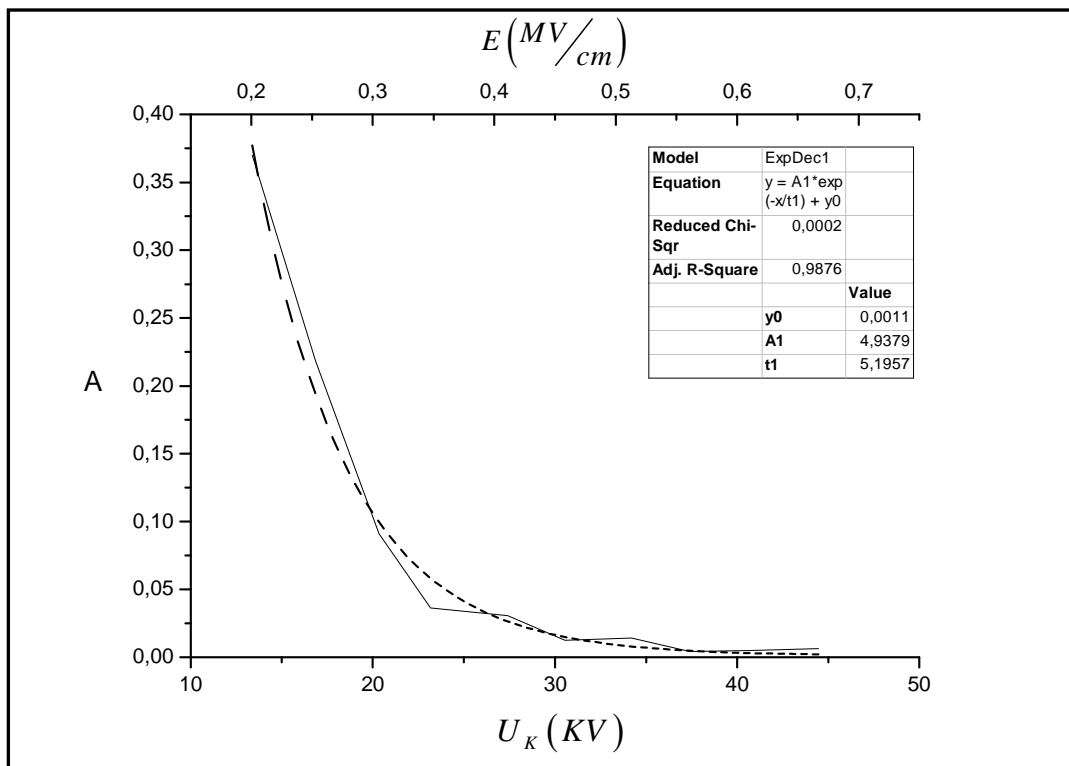 E(MV/cm)
0,2 0,3 0,4 0,5 0,6 0,7
0,40
0,35
0,30
0,25
0,20
0,15
0,10
0,05
0,00
A
Model ExpDec1
Equation y = A1*exp
(-x/t1) + y0
Reduced Chi- 0,0002
Sqr
Adj. R-Square 0,9876
Value
y0 0,0011
A1 4,9379
t1 5,1957
10 20 30 40 50
U_K (KV)